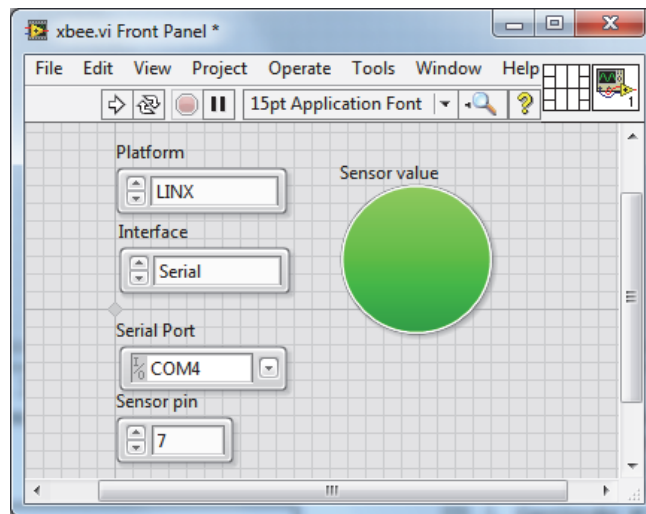 xbee.vi Front Panel *
File Edit View Project Operate Tools Window Help
15pt Application Font
1
Platform
LINX
Sensor value
Interface
Serial
Serial Port
I/O COM4
Sensor pin
7